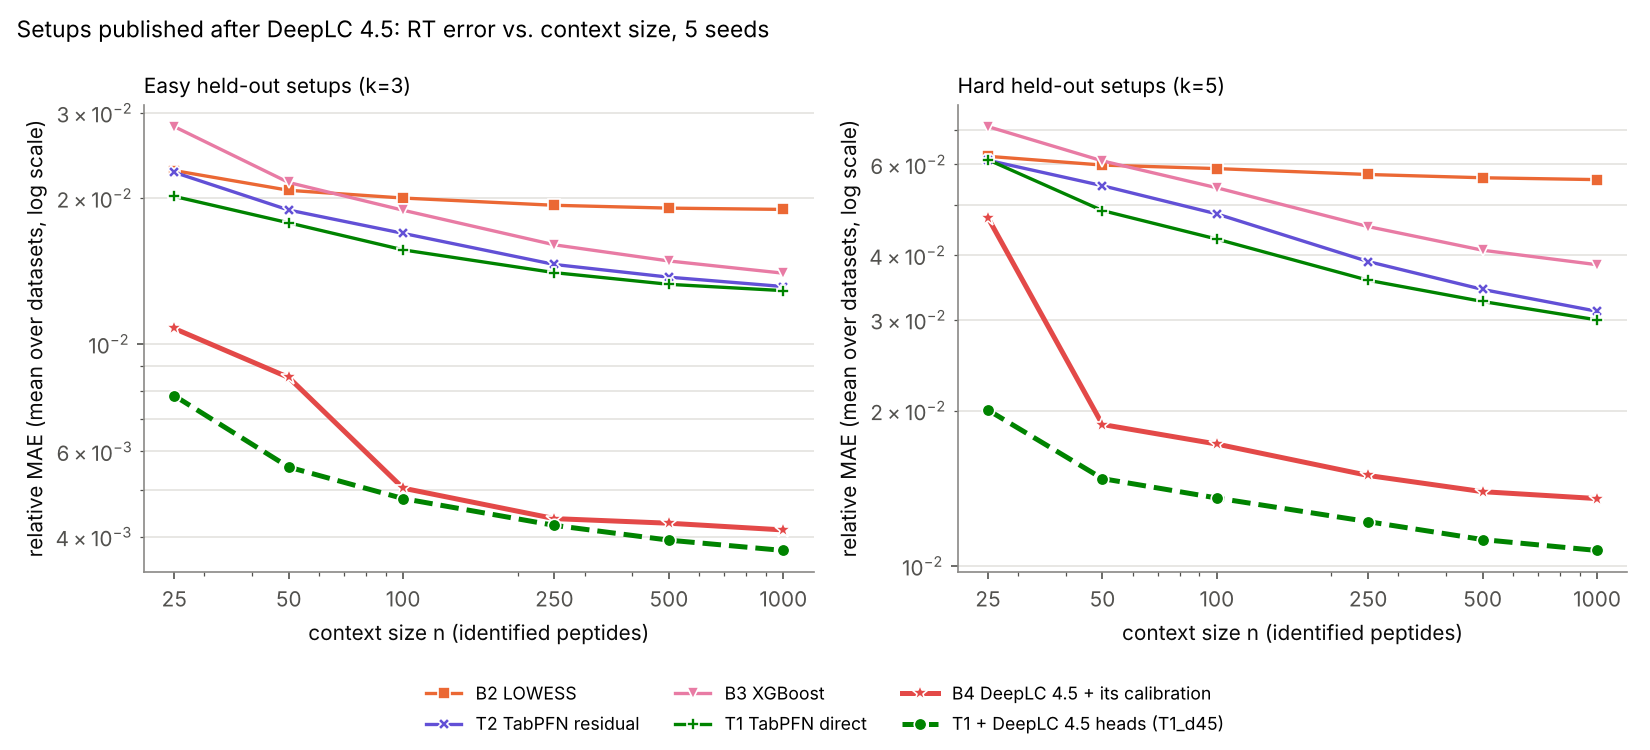 Setups published after DeepLC 4.5: RT error vs. context size, 5 seeds
Easy held-out setups (k=3)
relative MAE (mean over datasets, log scale)
3 × 10⁻²
2 × 10⁻²
10⁻²
6 × 10⁻³
4 × 10⁻³
25 50 100 250 500 1000
context size n (identified peptides)
Hard held-out setups (k=5)
relative MAE (mean over datasets, log scale)
6 × 10⁻²
4 × 10⁻²
3 × 10⁻²
2 × 10⁻²
10⁻²
25 50 100 250 500 1000
context size n (identified peptides)
B2 LOWESS
B3 XGBoost
B4 DeepLC 4.5 + its calibration
T2 TabPFN residual
T1 TabPFN direct
T1 + DeepLC 4.5 heads (T1_d45)